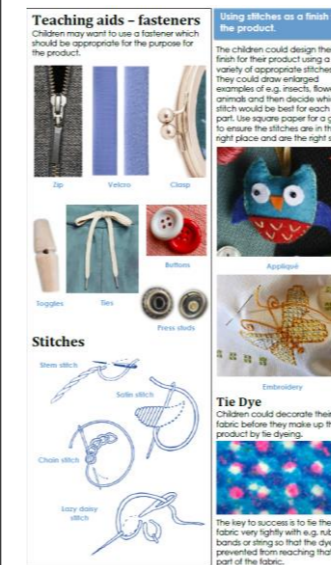 Teaching aids – fasteners
Children may want to use a fastener which
should be appropriate for the purpose for
the product.
Zip
Velcro
Clasp
Toggles
Ties
Buttons
Press studs
Stitches
Stem stitch
Satin stitch
Chain stitch
Lazy daisy
stitch
Using stitches as a finish
the product.
The children could design the
finish for their product using a
variety of appropriate stitches
They could draw enlarged
examples of e.g. insects, flow
animals and then decide wh
stitch would be best for each
part. Use square paper for a g
to ensure the stitches are in th
right place and are the right s
Appliqué
Embroidery
Tie Dye
Children could decorate their
fabric before they make up th
product by tie dyeing.
The key to success is to tie the
fabric very tightly with e.g. rub
bands or string so that the dye
prevented from reaching that
part of the fabric.